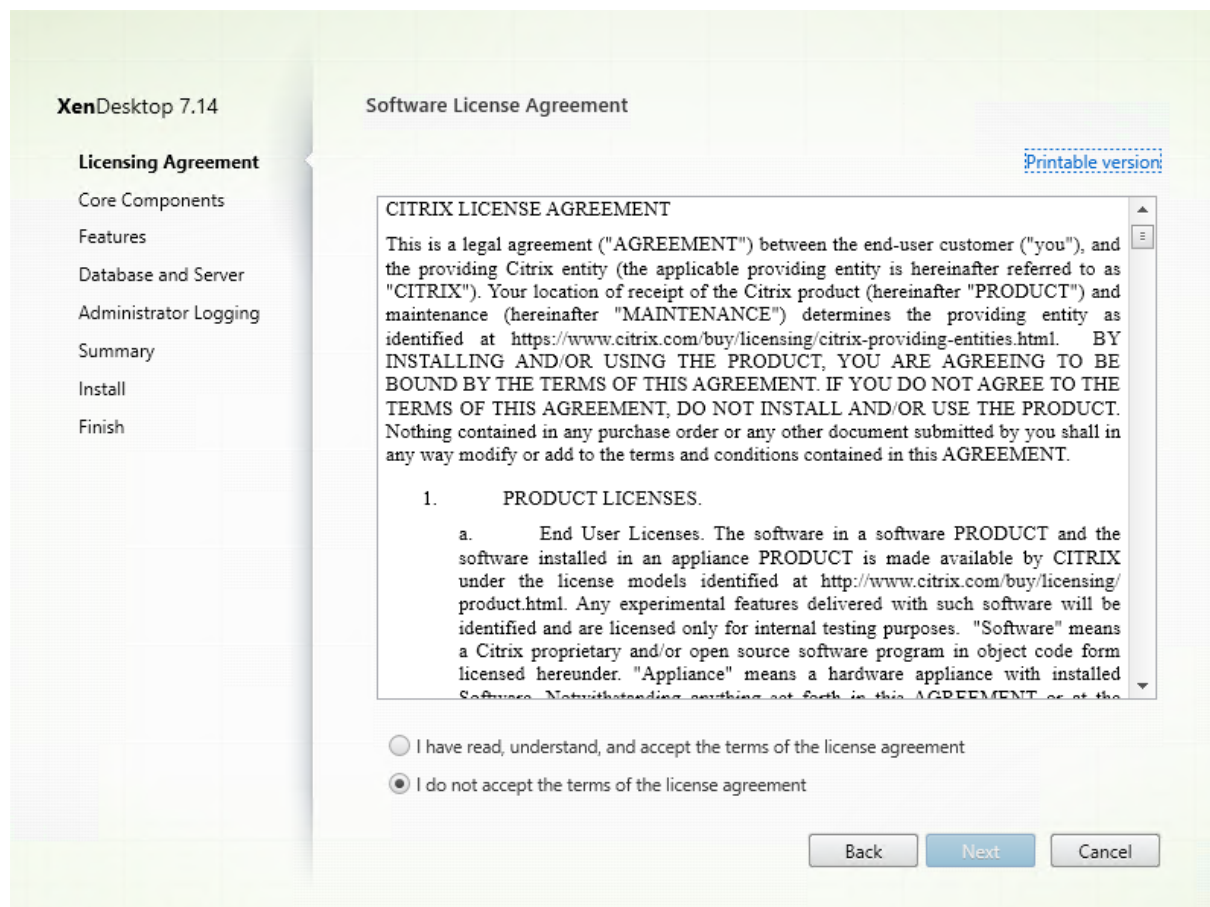 XenDesktop 7.14
Licensing Agreement
Core Components
Features
Database and Server
Administrator Logging
Summary
Install
Finish
Software License Agreement
Printable version
CITRIX LICENSE AGREEMENT
This is a legal agreement ("AGREEMENT") between the end-user customer ("you"), and
the providing Citrix entity (the applicable providing entity is hereinafter referred to as
"CITRIX"). Your location of receipt of the Citrix product (hereinafter "PRODUCT") and
maintenance (hereinafter "MAINTENANCE") determines the providing entity as
identified at https://www.citrix.com/buy/licensing/citrix-providing-entities.html. BY
INSTALLING AND/OR USING THE PRODUCT, YOU ARE AGREEING TO BE
BOUND BY THE TERMS OF THIS AGREEMENT. IF YOU DO NOT AGREE TO THE
TERMS OF THIS AGREEMENT, DO NOT INSTALL AND/OR USE THE PRODUCT.
Nothing contained in any purchase order or any other document submitted by you shall in
any way modify or add to the terms and conditions contained in this AGREEMENT.
1. PRODUCT LICENSES.
a. End User Licenses. The software in a software PRODUCT and the
software installed in an appliance PRODUCT is made available by CITRIX
under the license models identified at http://www.citrix.com/buy/licensing/
product.html. Any experimental features delivered with such software will be
identified and are licensed only for internal testing purposes. "Software" means
a Citrix proprietary and/or open source software program in object code form
licensed hereunder. "Appliance" means a hardware appliance with installed
Software. Notwithstanding anything set forth in this AGREEMENT or at the
I have read, understand, and accept the terms of the license agreement
I do not accept the terms of the license agreement
Back
Next
Cancel